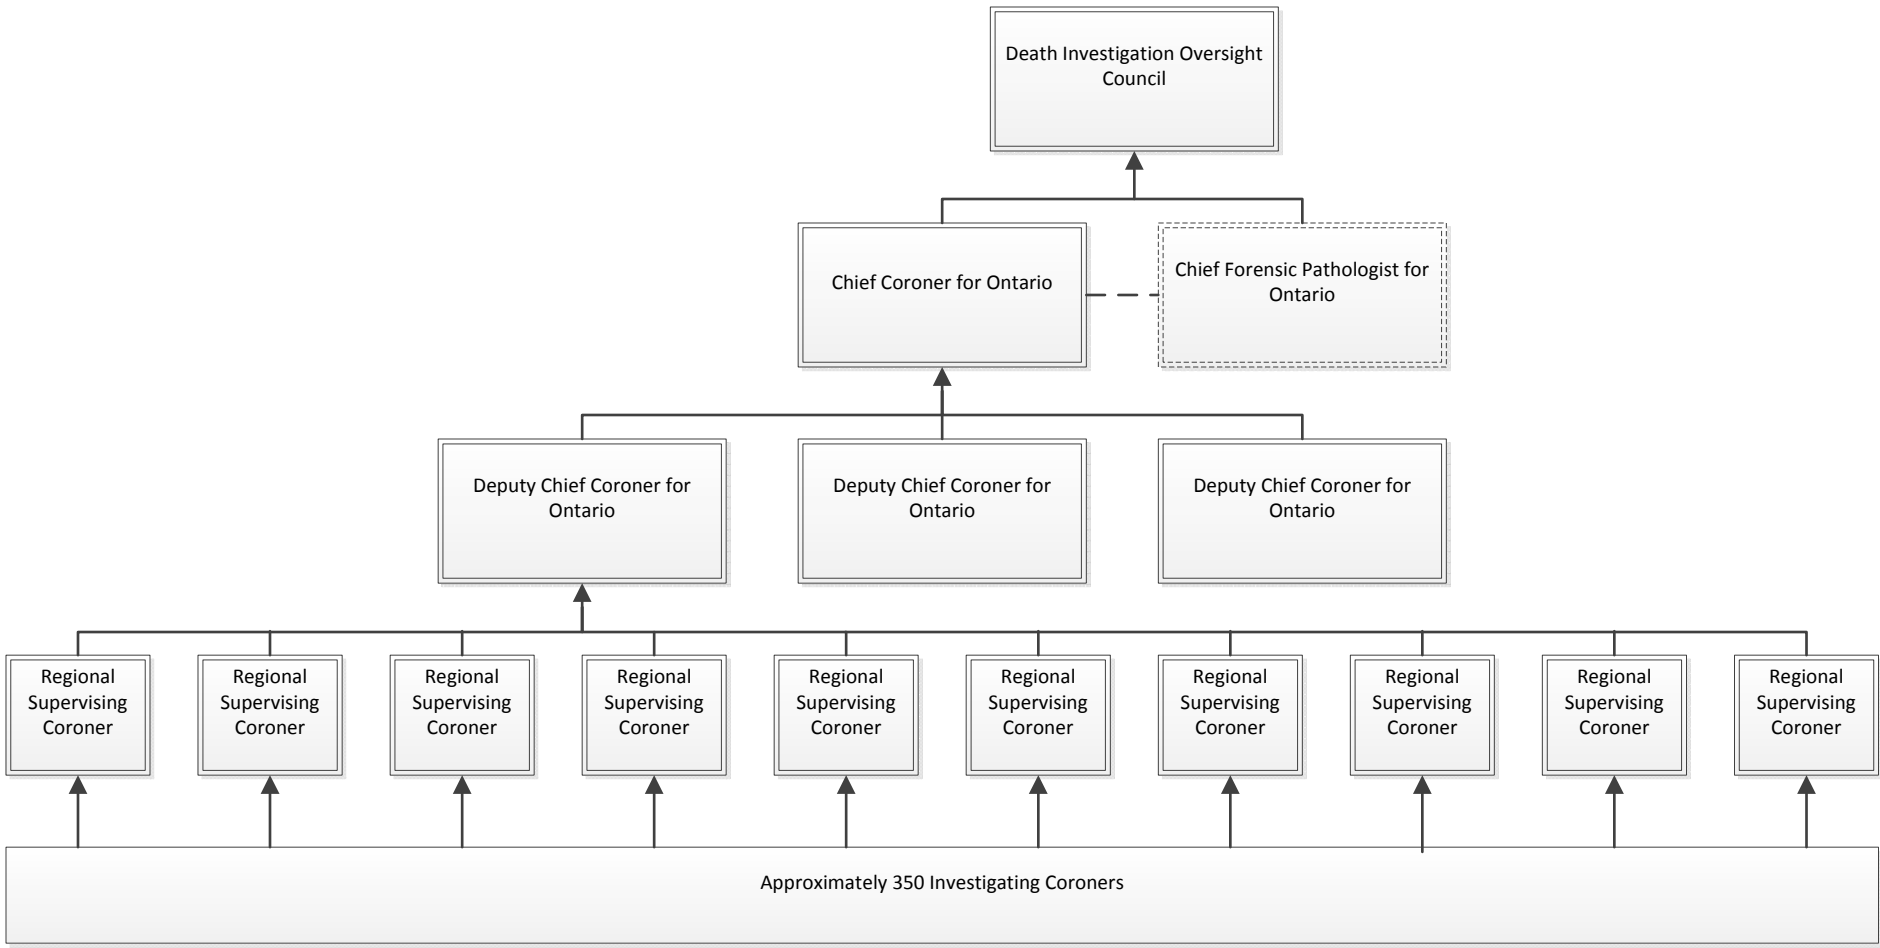 Death Investigation Oversight
Council
Chief Coroner for Ontario
Chief Forensic Pathologist for
Ontario
Deputy Chief Coroner for
Ontario
Deputy Chief Coroner for
Ontario
Deputy Chief Coroner for
Ontario
Regional
Supervising
Coroner
Regional
Supervising
Coroner
Regional
Supervising
Coroner
Regional
Supervising
Coroner
Regional
Supervising
Coroner
Regional
Supervising
Coroner
Regional
Supervising
Coroner
Regional
Supervising
Coroner
Regional
Supervising
Coroner
Regional
Supervising
Coroner
Approximately 350 Investigating Coroners